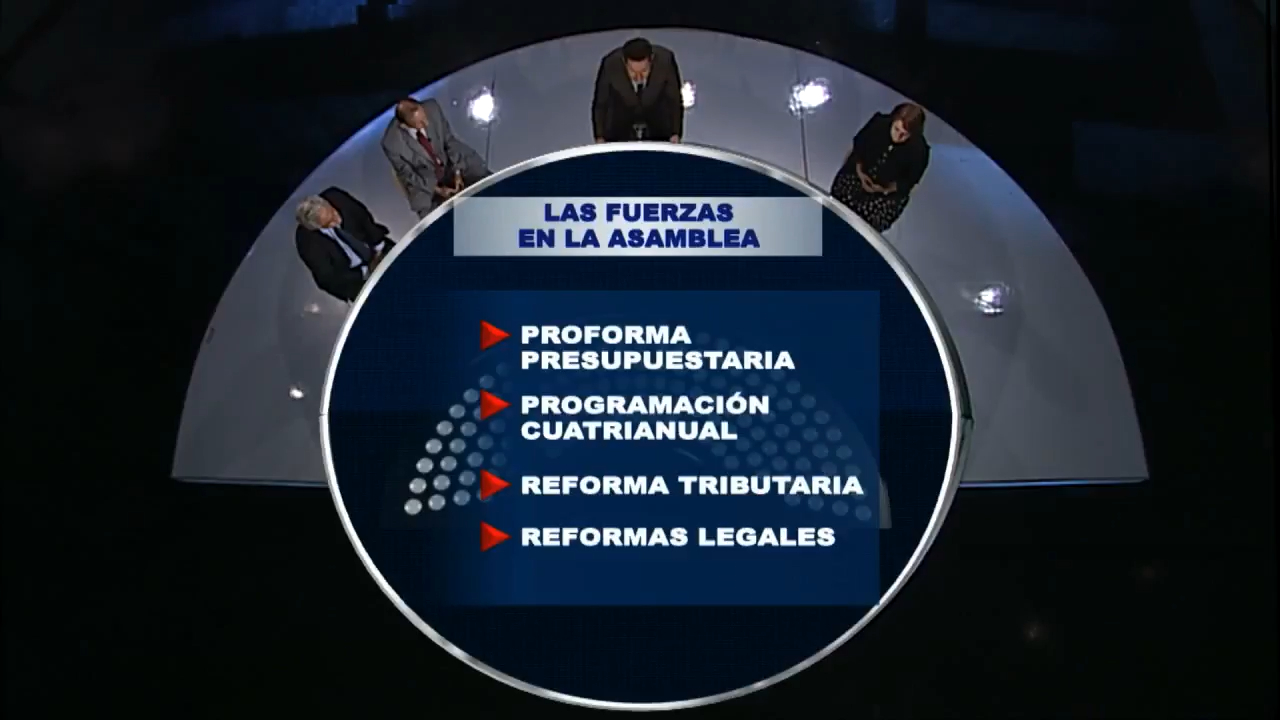 LAS FUERZAS
EN LA ASAMBLEA
PROFORMA
PRESUPUESTARIA
PROGRAMACIÓN
CUATRIANUAL
REFORMA TRIBUTARIA
REFORMAS LEGALES